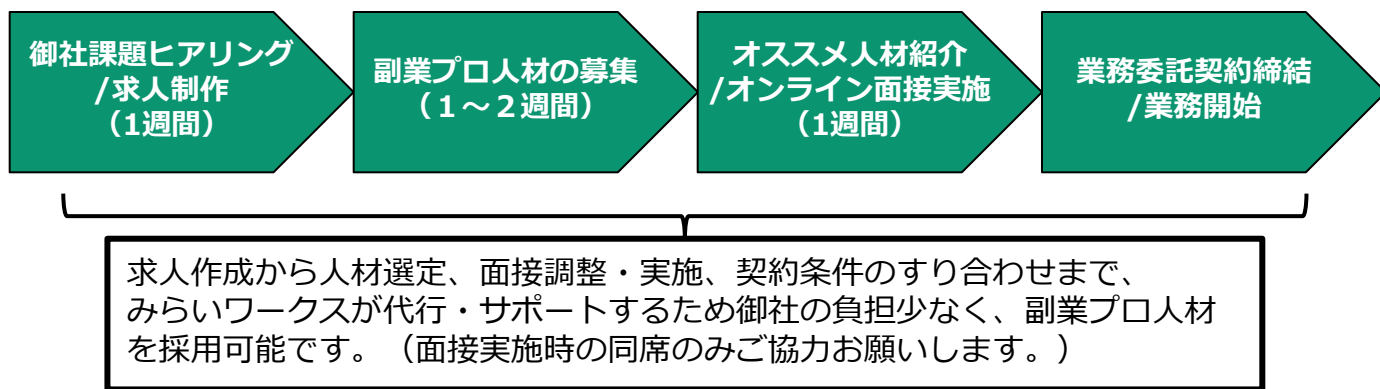 御社課題ヒアリング
/求人制作
（1週間）
副業プロ人材の募集
（１～２週間）
オススメ人材紹介
/オンライン面接実施
（1週間）
業務委託契約締結
/業務開始
求人作成から人材選定、面接調整・実施、契約条件のすり合わせまで、
みらいワークスが代行・サポートするため御社の負担少なく、副業プロ人材
を採用可能です。（面接実施時の同席のみご協力お願いします。）